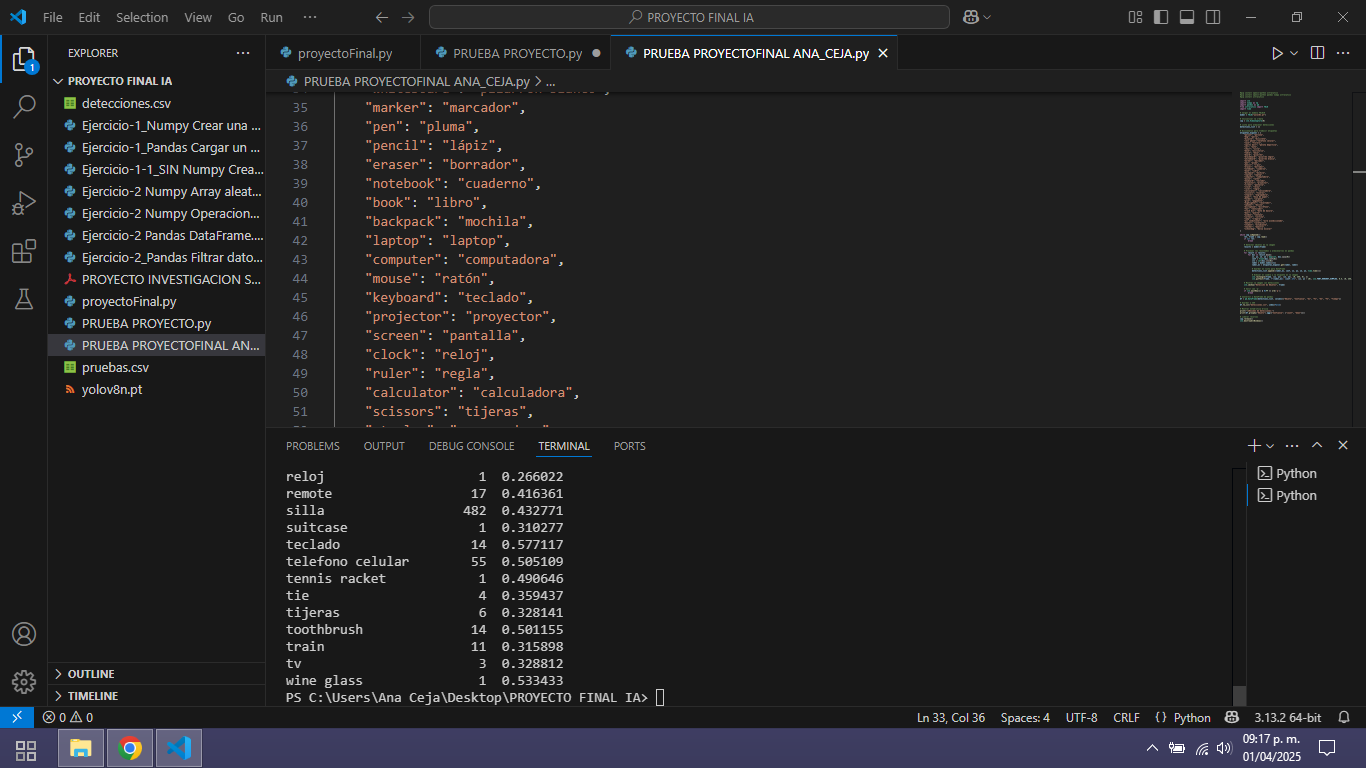 File Edit Selection View Go Run ··· PROYECTO FINAL IA
EXPLORER
PROYECTO FINAL IA
detecciones.csv
Ejercicio-1_Numpy Crear una ...
Ejercicio-1_Pandas Cargar un ...
Ejercicio-1-1_SIN Numpy Crea...
Ejercicio-2 Numpy Array aleat...
Ejercicio-2 Numpy Operacion...
Ejercicio-2 Pandas DataFrame....
Ejercicio-2_Pandas Filtrar dato...
PROYECTO INVESTIGACION S...
proyectoFinal.py
PRUEBA PROYECTO.py
PRUEBA PROYECTOFINAL AN...
pruebas.csv
yolov8n.pt
OUTLINE
TIMELINE
1
proyectoFinal.py PRUEBA PROYECTO.py PRUEBA PROYECTOFINAL ANA_CEJA.py
PRUEBA PROYECTOFINAL ANA_CEJA.py > ...
35 "marker": "marcador",
36 "pen": "pluma",
37 "pencil": "lápiz",
38 "eraser": "borrador",
39 "notebook": "cuaderno",
40 "book": "libro",
41 "backpack": "mochila",
42 "laptop": "laptop",
43 "computer": "computadora",
44 "mouse": "ratón",
45 "keyboard": "teclado",
46 "projector": "proyector",
47 "screen": "pantalla",
48 "clock": "reloj",
49 "ruler": "regla",
50 "calculator": "calculadora",
51 "scissors": "tijeras",
PROBLEMS OUTPUT DEBUG CONSOLE TERMINAL PORTS
reloj 1 0.266022
remote 17 0.416361
silla 482 0.432771
suitcase 1 0.310277
teclado 14 0.577117
telefono celular 55 0.505109
tennis racket 1 0.490646
tie 4 0.359437
tijeras 6 0.328141
toothbrush 14 0.501155
train 11 0.315898
tv 3 0.328812
wine glass 1 0.533433
PS C:\Users\Ana Ceja\Desktop\PROYECTO FINAL IA>
Python
Python
0 0 Ln 33, Col 36 Spaces: 4 UTF-8 CRLF {} Python 3.13.2 64-bit
09:17 p. m.
01/04/2025